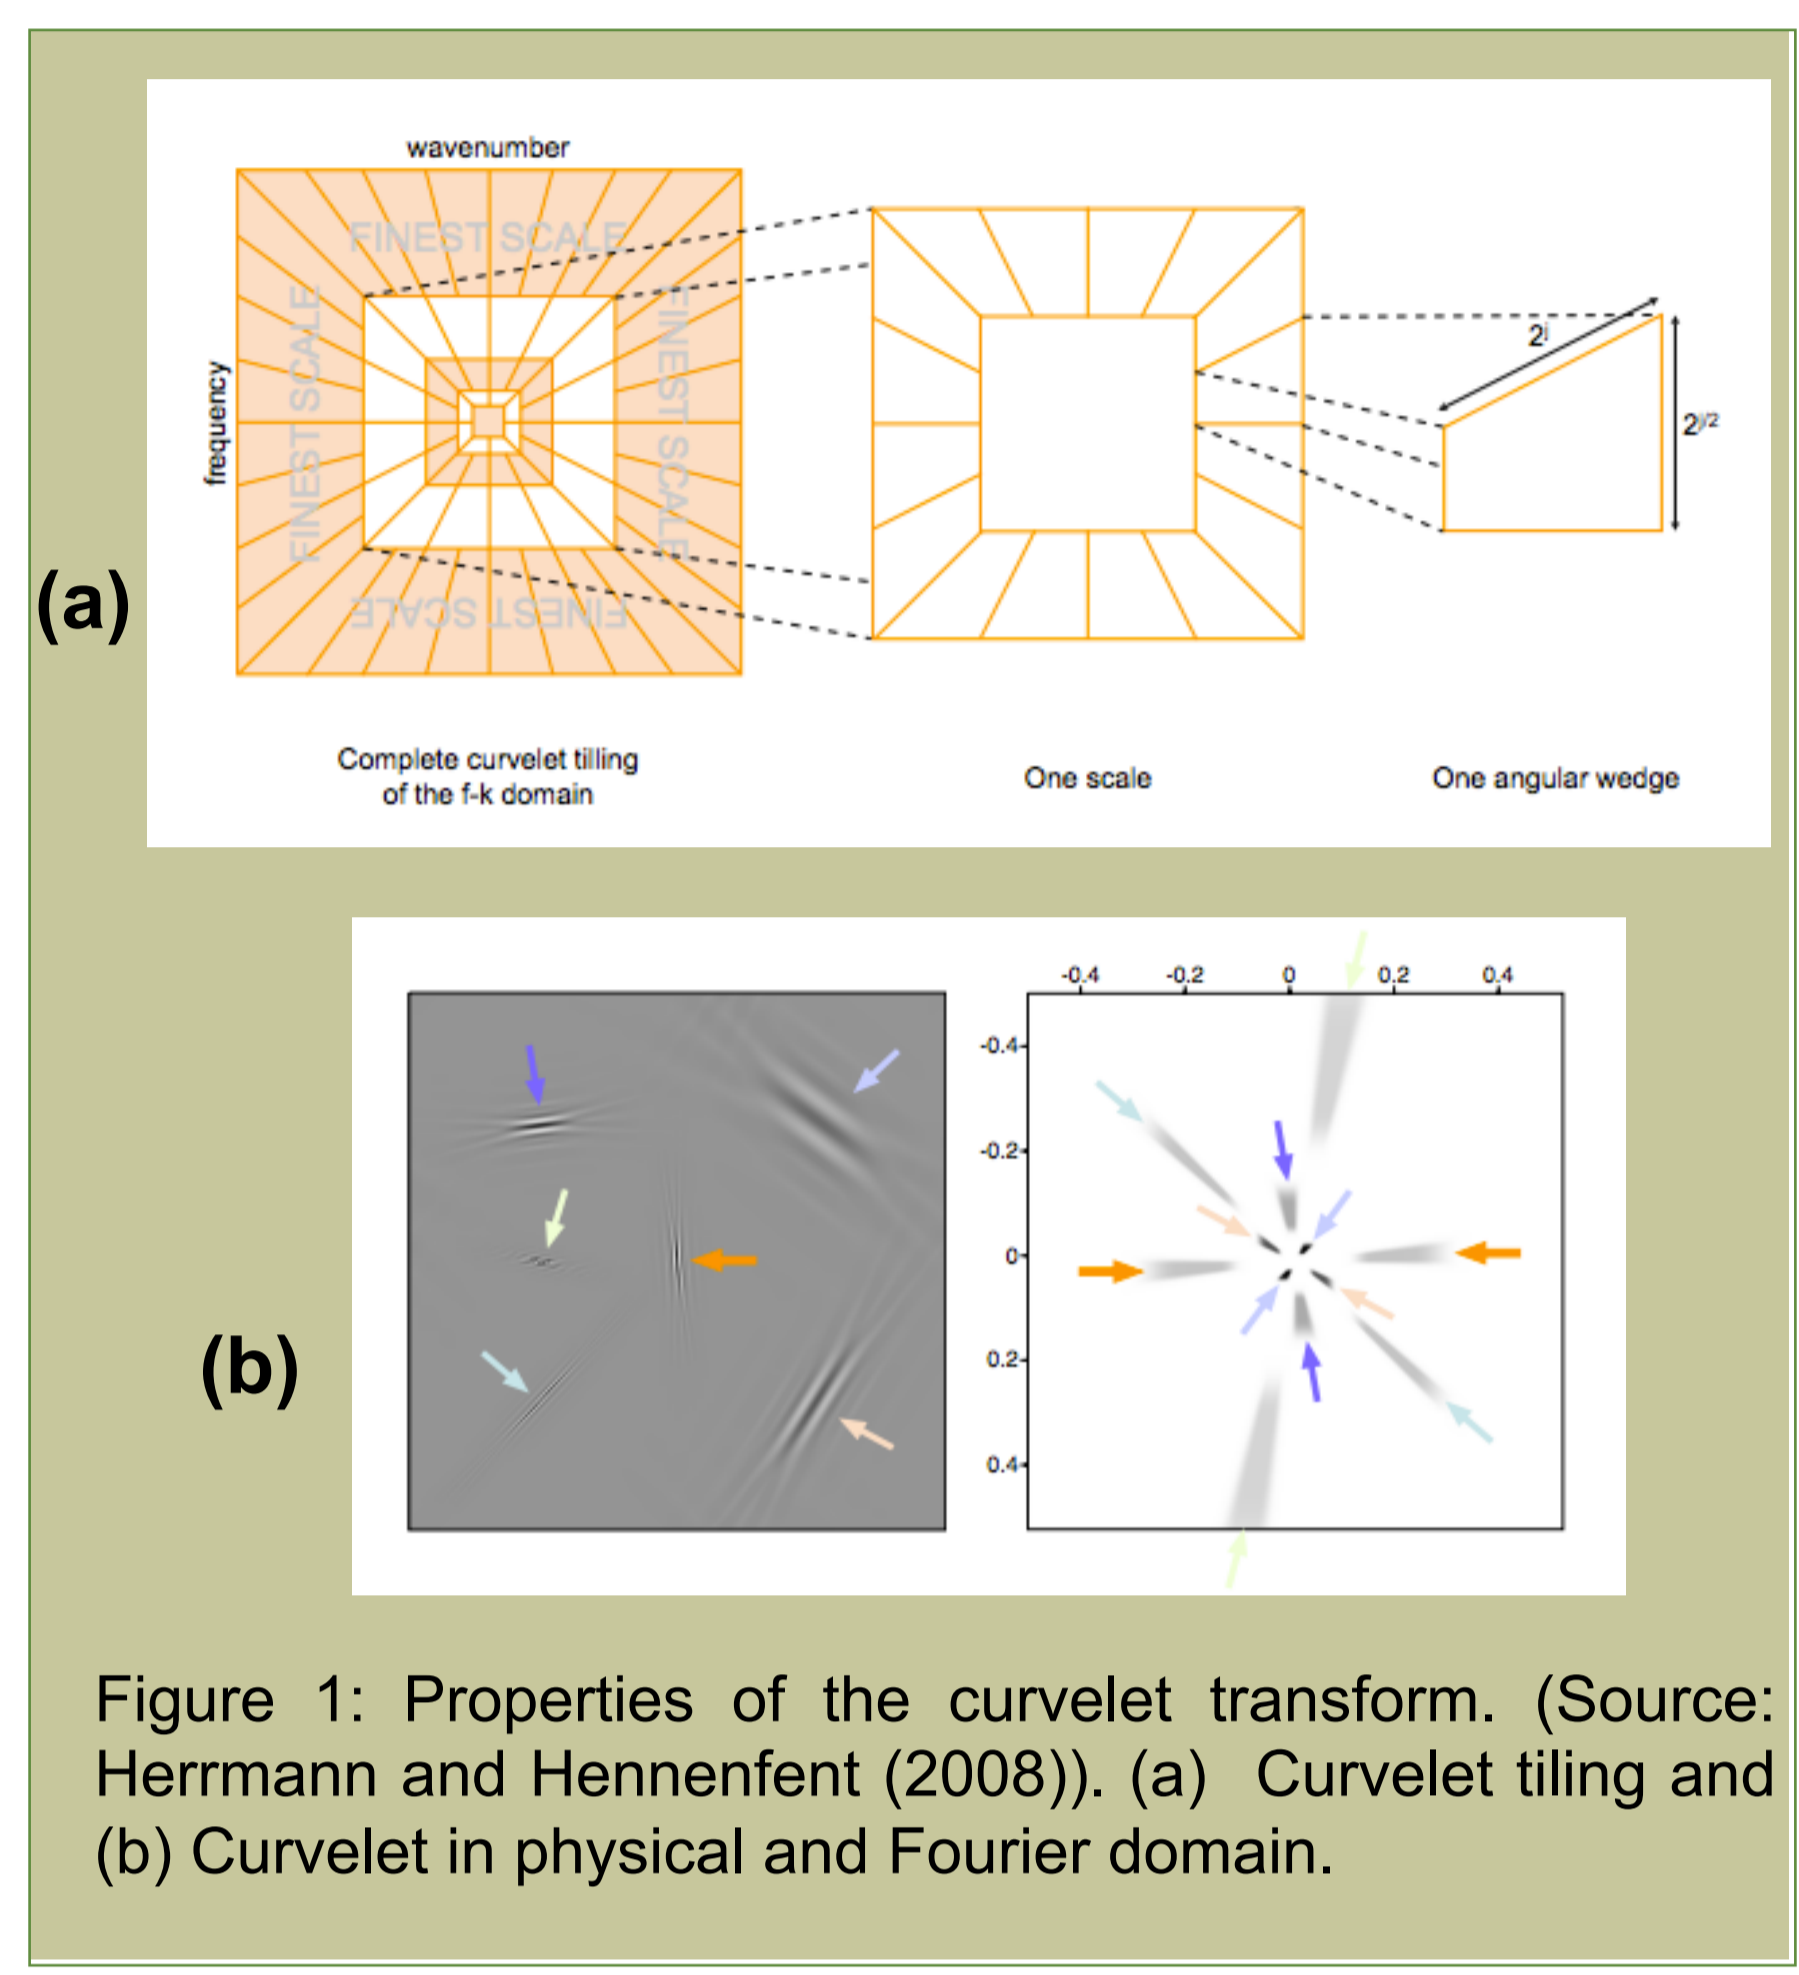 (a)
wavenumber
frequency
FINEST SCALE
FINEST SCALE
FINEST SCALE
FINEST SCALE
2^j
2^j/2
Complete curvelet tilling
of the f-k domain
One scale
One angular wedge
(b)
-0.4 -0.2 0 0.2 0.4
-0.4
-0.2
0
0.2
0.4
Figure 1: Properties of the curvelet transform. (Source:
Herrmann and Hennenfent (2008)). (a) Curvelet tiling and
(b) Curvelet in physical and Fourier domain.